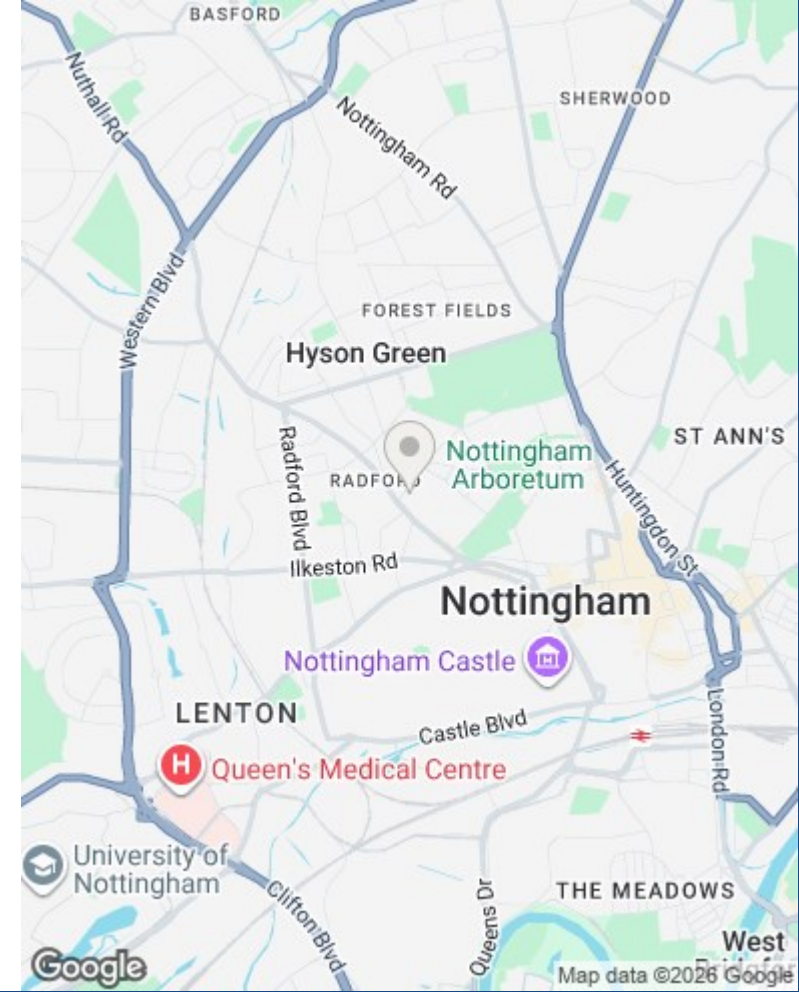 BASFORD
Nuthall Rd
SHERWOOD
Nottingham Rd
Western Blvd
FOREST FIELDS
Hyson Green
ST ANN'S
Radford Blvd
Nottingham
Arboretum
RADFORD
Huntingdon St
Ilkeston Rd
Nottingham
Nottingham Castle
LENTON
London Rd
Castle Blvd
H
Queen's Medical Centre
University of
Nottingham
Clifton Blvd
Queens Dr
THE MEADOWS
West
Google
Map data ©2026 Google